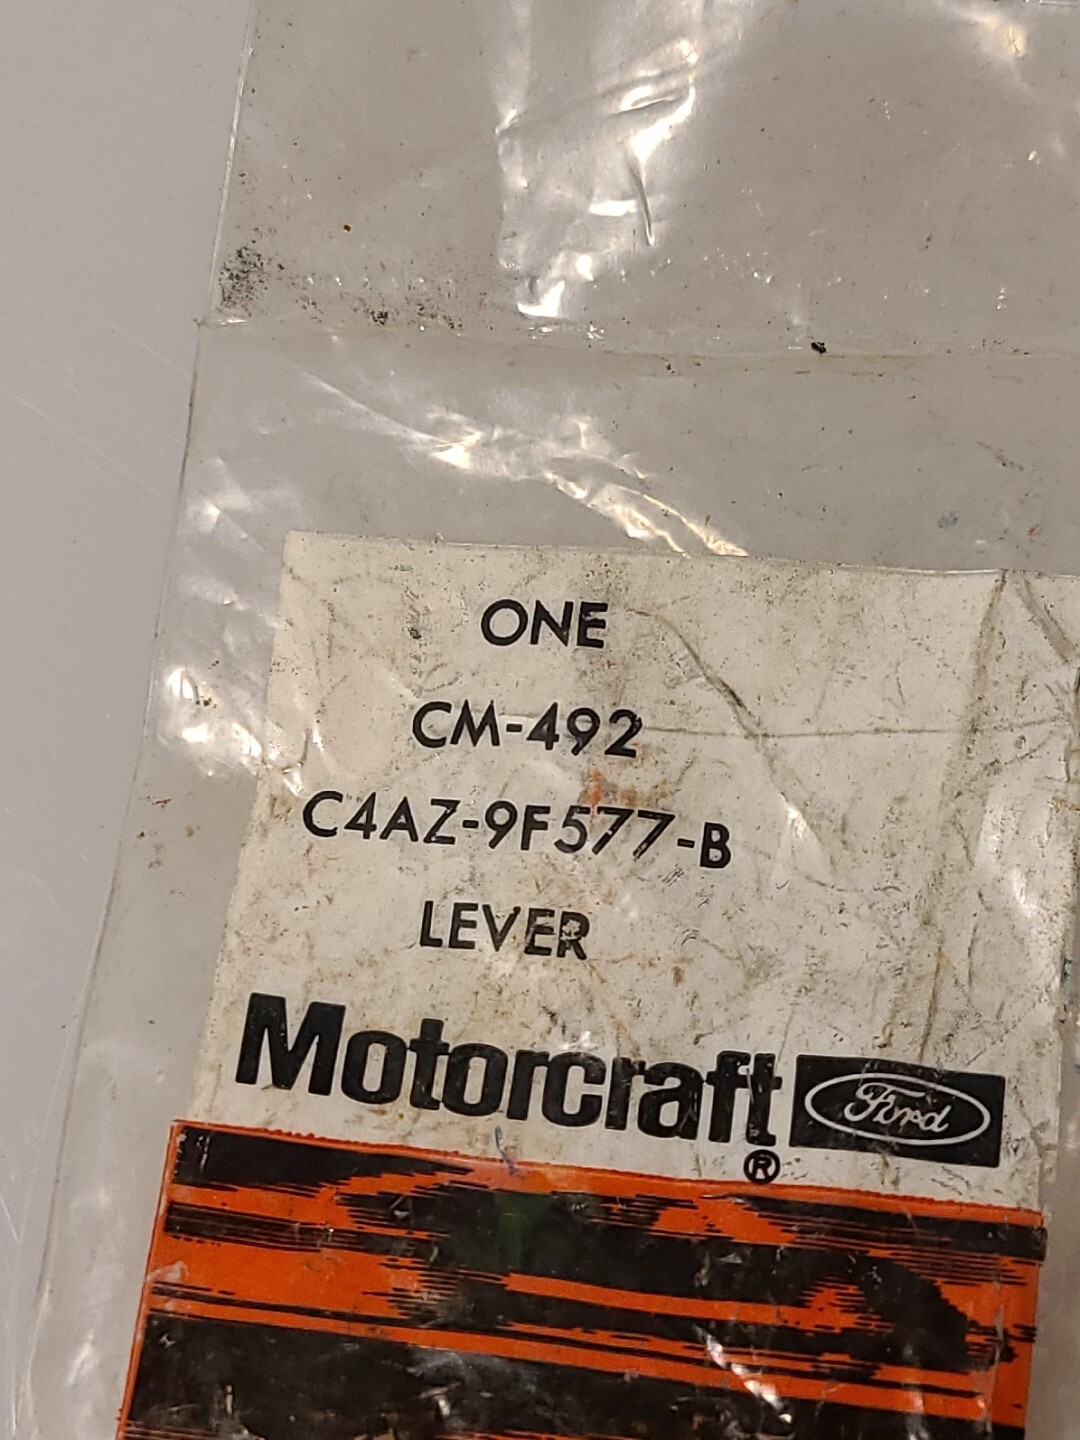 ONE
CM-492
C4AZ-9F577-B
LEVER
Motorcraft Ford
®